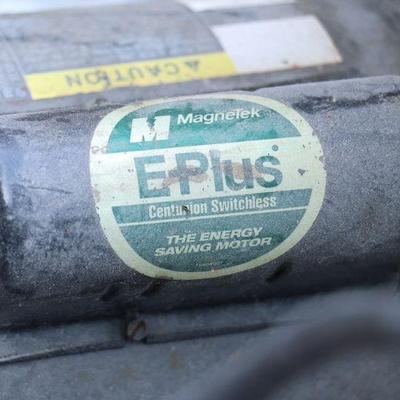 CAUTION
M MagneTek
E-Plus
Centurion Switchless
THE ENERGY
SAVING MOTOR